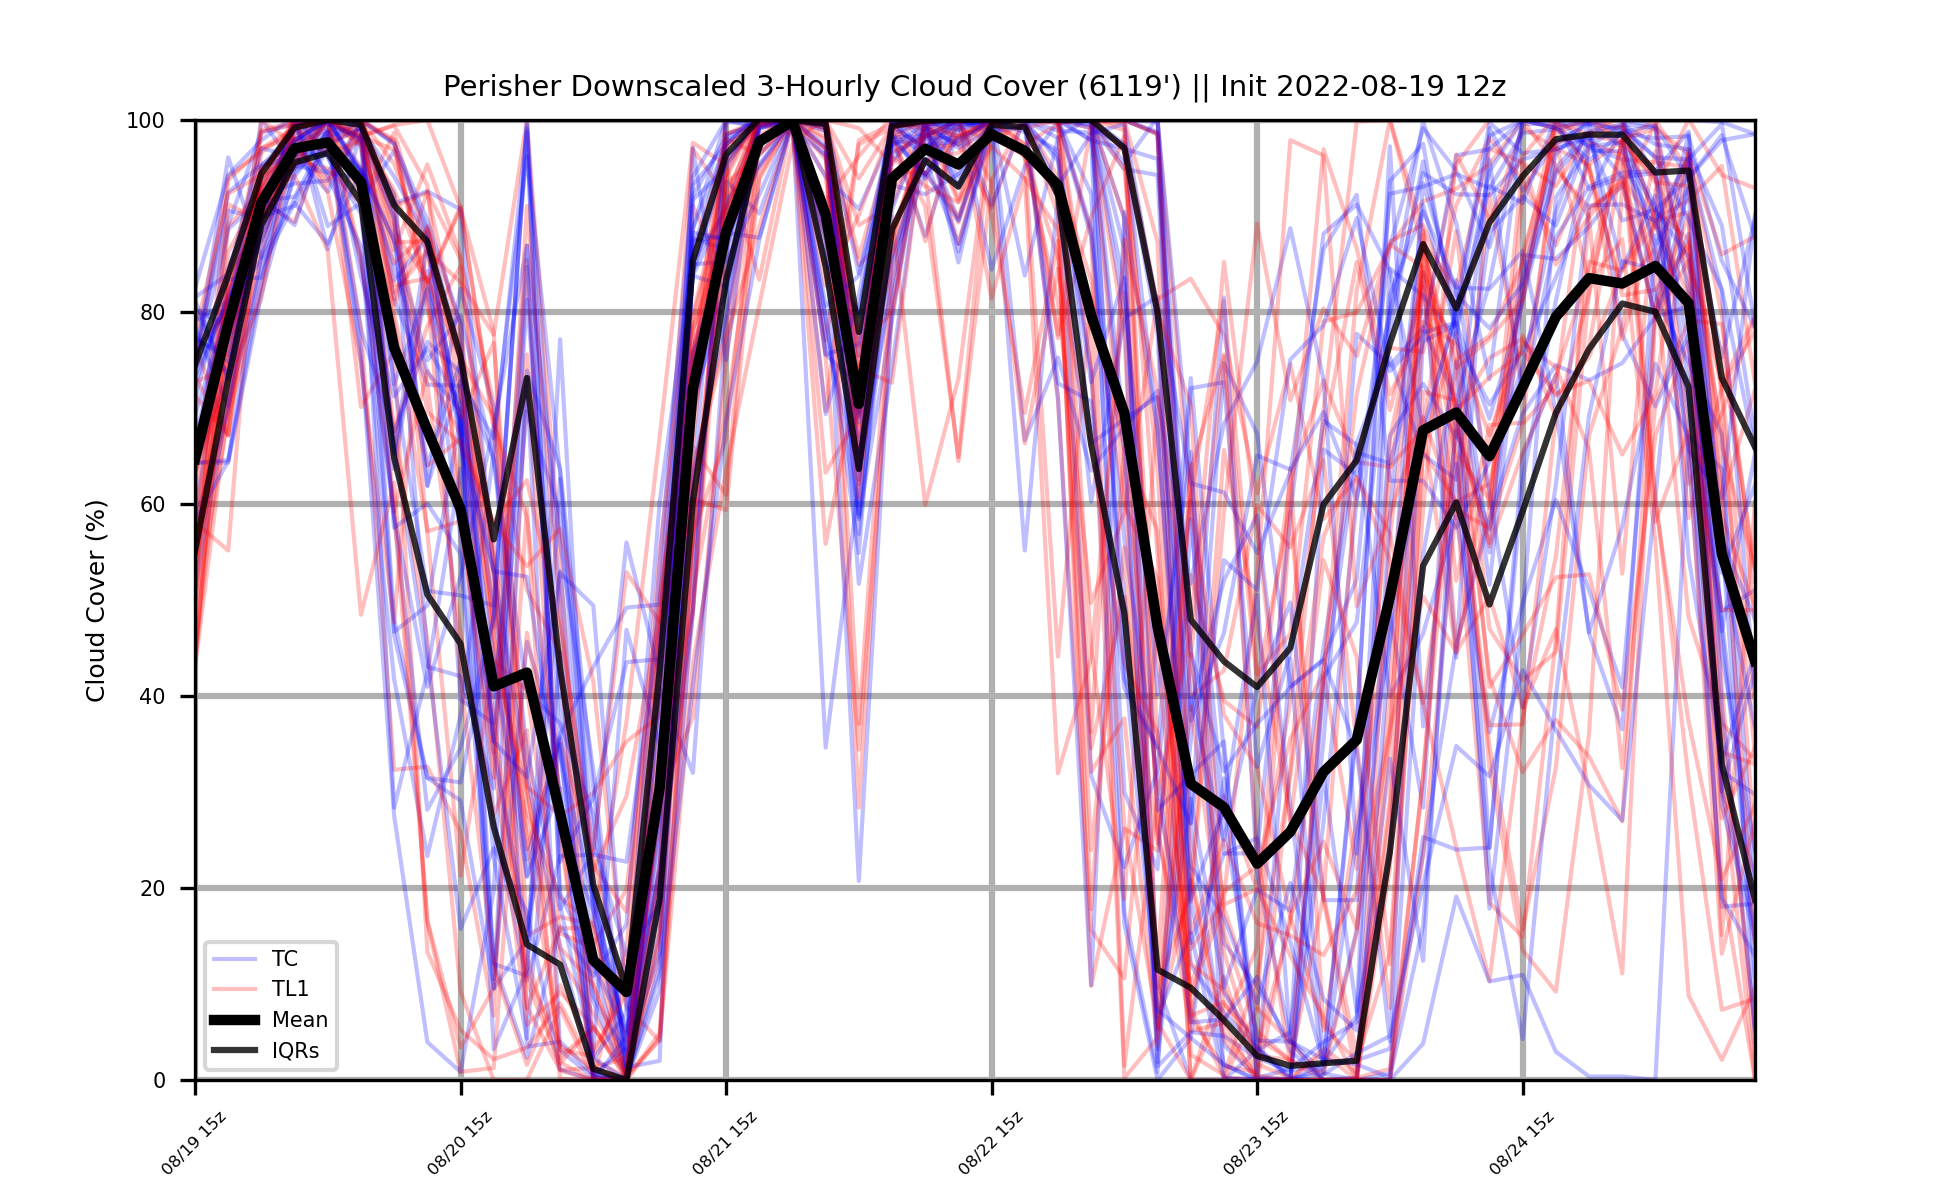 Perisher Downscaled 3-Hourly Cloud Cover (6119') || Init 2022-08-19 12z
Cloud Cover (%)
100
80
60
40
20
0
TC
TL1
Mean
IQRs
08/19 15z
08/20 15z
08/21 15z
08/22 15z
08/23 15z
08/24 15z